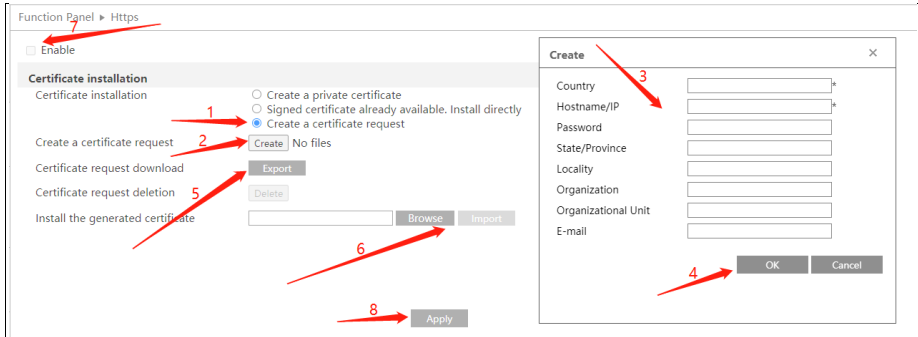 Function Panel ▸ Https
7
Enable
Certificate installation
Certificate installation
Create a private certificate
Signed certificate already available. Install directly
1
Create a certificate request
Create a certificate request
2
Create No files
Certificate request download
Export
Certificate request deletion
5
Delete
Install the generated certificate
Browse Import
6
8
Apply
Create ×
3
Country *
Hostname/IP *
Password
State/Province
Locality
Organization
Organizational Unit
E-mail
4
OK Cancel